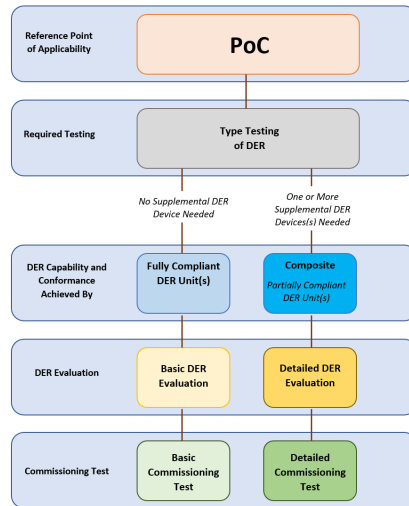 Reference Point
of Applicability
PoC
Required Testing
Type Testing
of DER
No Supplemental DER
Device Needed
One or More
Supplemental DER
Devices(s) Needed
DER Capability and
Conformance
Achieved By
Fully Compliant
DER Unit(s)
Composite
Partially Compliant
DER Unit(s)
DER Evaluation
Basic DER
Evaluation
Detailed DER
Evaluation
Commissioning Test
Basic
Commissioning
Test
Detailed
Commissioning
Test